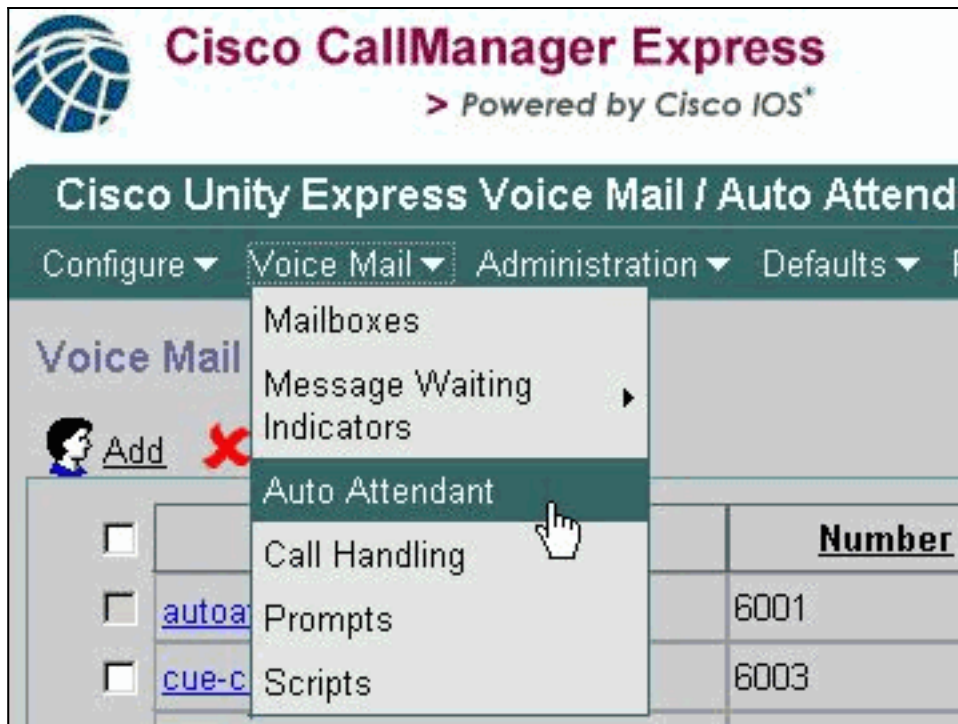 Cisco CallManager Express
> Powered by Cisco IOS*
Cisco Unity Express Voice Mail / Auto Attend
Configure Voice Mail Administration Defaults
Voice Mail
Mailboxes
Message Waiting
Indicators
Add
Auto Attendant
Number
Call Handling
autoa
Prompts
6001
cue-c
Scripts
6003